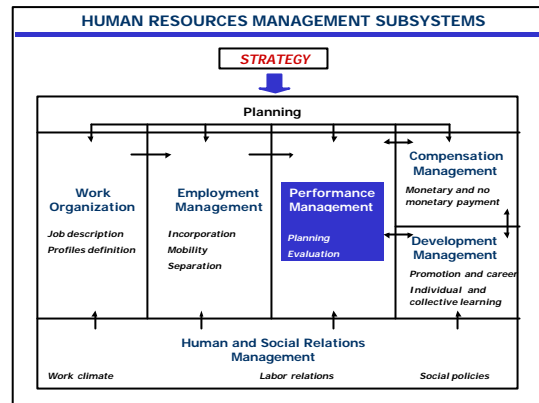 HUMAN RESOURCES MANAGEMENT SUBSYSTEMS
STRATEGY
Planning
Work
Organization
Job description
Profiles definition
Employment
Management
Incorporation
Mobility
Separation
Performance
Management
Planning
Evaluation
Compensation
Management
Monetary and no
monetary payment
Development
Management
Promotion and career
Individual and
collective learning
Human and Social Relations
Management
Work climate
Labor relations
Social policies